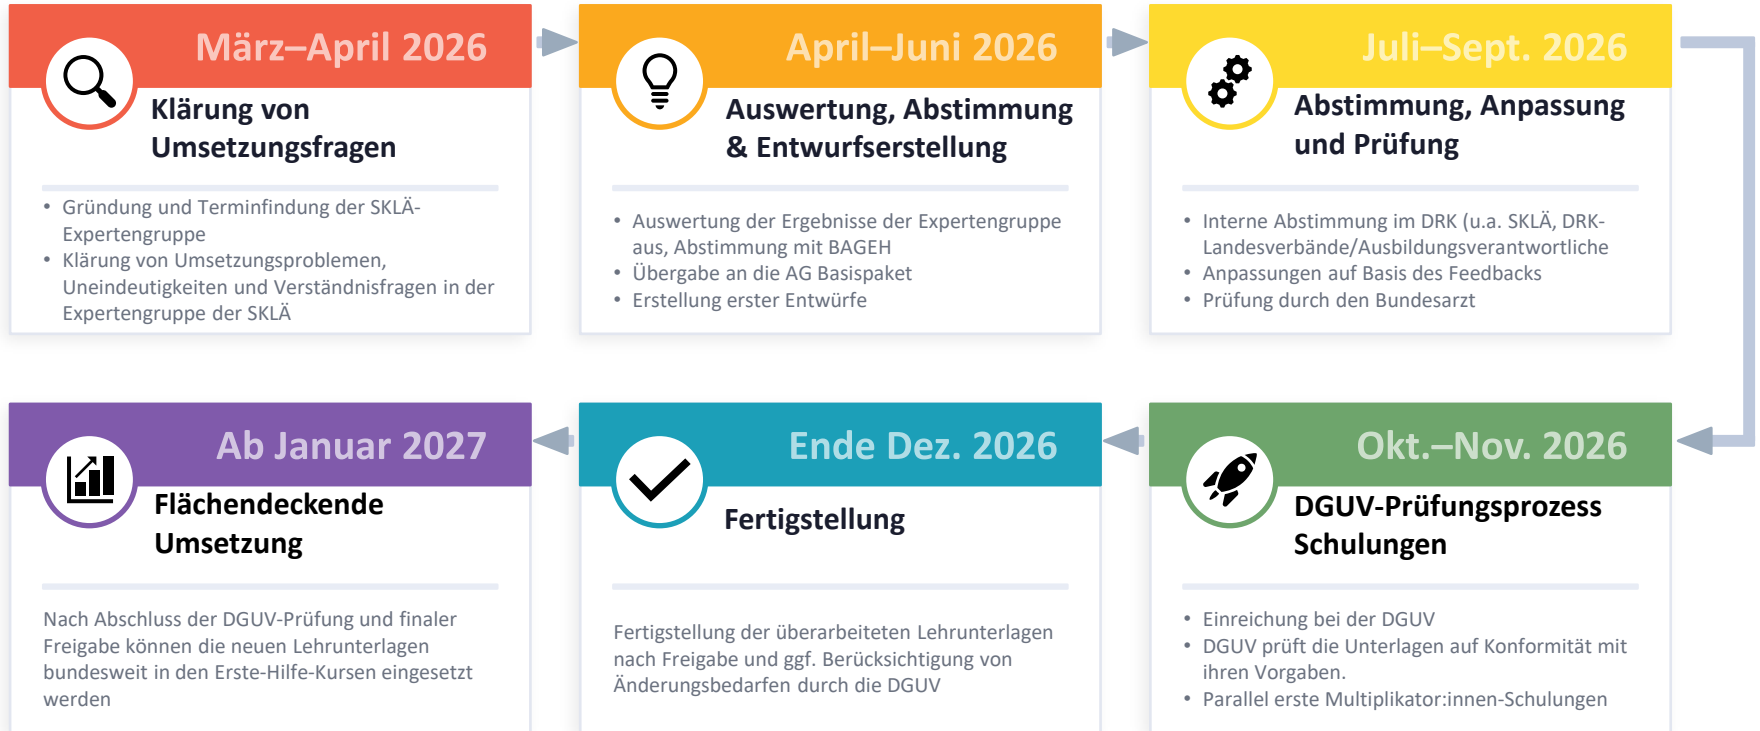 März–April 2026
Klärung von
Umsetzungsfragen
• Gründung und Terminfindung der SKLÄ-
Expertengruppe
• Klärung von Umsetzungsproblemen,
Uneindeutigkeiten und Verständnisfragen in der
Expertengruppe der SKLÄ
April–Juni 2026
Auswertung, Abstimmung
& Entwurfserstellung
• Auswertung der Ergebnisse der Expertengruppe
aus, Abstimmung mit BAGEH
• Übergabe an die AG Basispaket
• Erstellung erster Entwürfe
Juli–Sept. 2026
Abstimmung, Anpassung
und Prüfung
• Interne Abstimmung im DRK (u.a. SKLÄ, DRK-
Landesverbände/Ausbildungsverantwortliche
• Anpassungen auf Basis des Feedbacks
• Prüfung durch den Bundesarzt
Okt.–Nov. 2026
DGUV-Prüfungsprozess
Schulungen
• Einreichung bei der DGUV
• DGUV prüft die Unterlagen auf Konformität mit
ihren Vorgaben.
• Parallel erste Multiplikator:innen-Schulungen
Ende Dez. 2026
Fertigstellung
Fertigstellung der überarbeiteten Lehrunterlagen
nach Freigabe und ggf. Berücksichtigung von
Änderungsbedarfen durch die DGUV
Ab Januar 2027
Flächendeckende
Umsetzung
Nach Abschluss der DGUV-Prüfung und finaler
Freigabe können die neuen Lehrunterlagen
bundesweit in den Erste-Hilfe-Kursen eingesetzt
werden